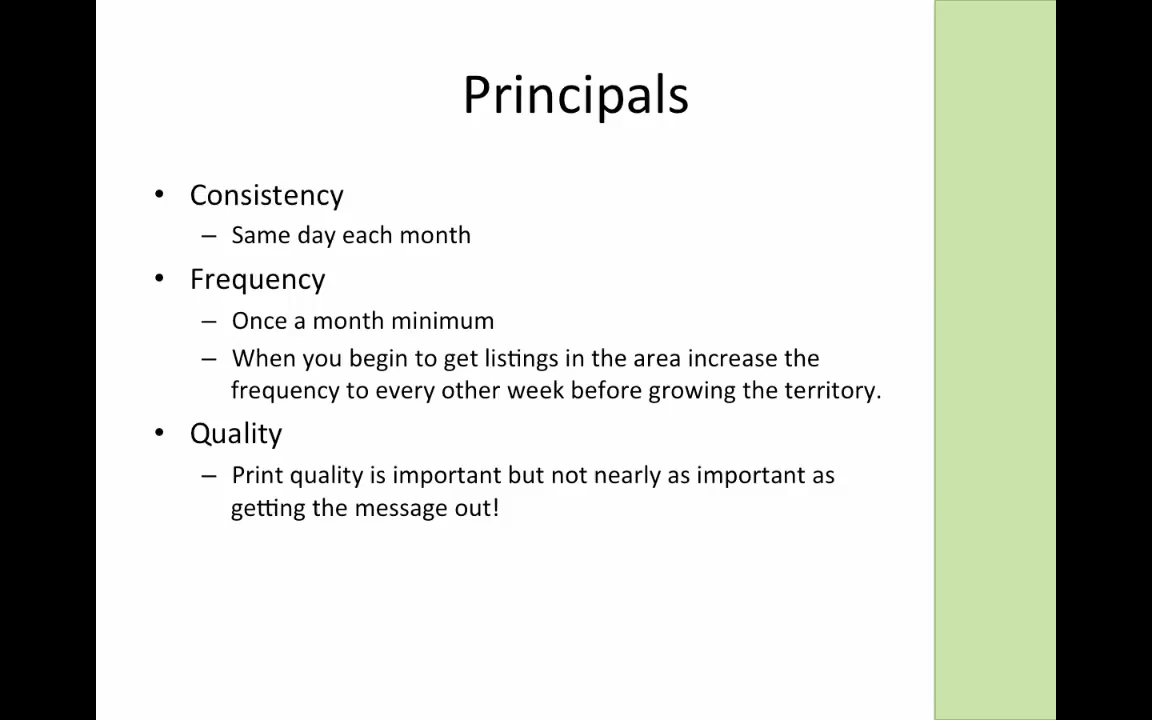 Principals
• Consistency
– Same day each month
• Frequency
– Once a month minimum
– When you begin to get listings in the area increase the
frequency to every other week before growing the territory.
• Quality
– Print quality is important but not nearly as important as
getting the message out!